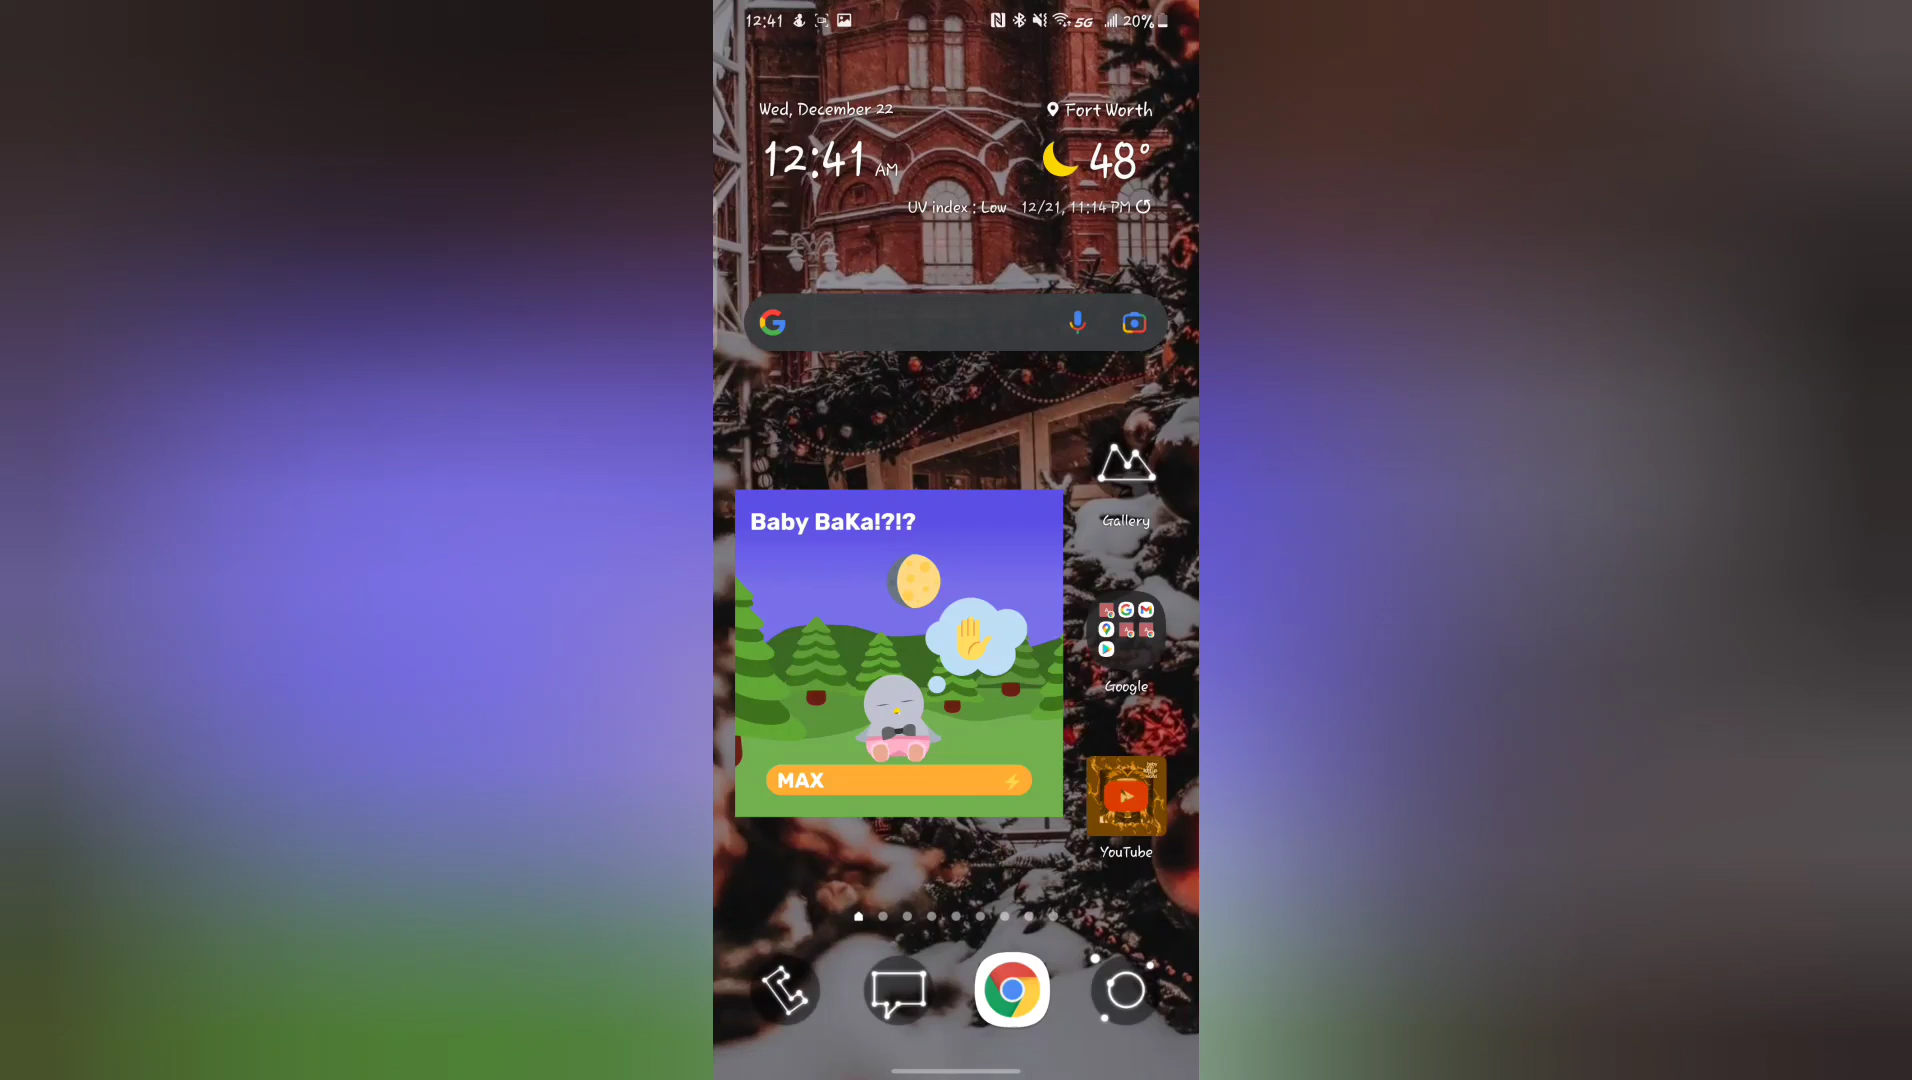 12:41
5G
20%
Wed, December 22
Fort Worth
12:41 AM
48°
UV index : Low 12/21, 11:14 PM
Baby BaKa!?!?
Gallery
Google
MAX
YouTube